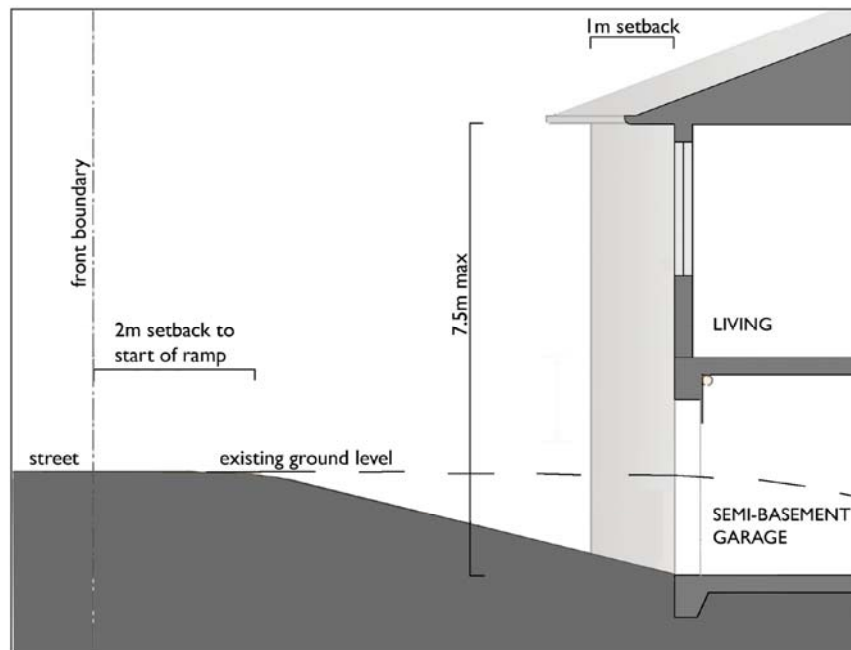 1m setback
front boundary
7.5m max
2m setback to
start of ramp
LIVING
street
existing ground level
SEMI-BASEMENT
GARAGE